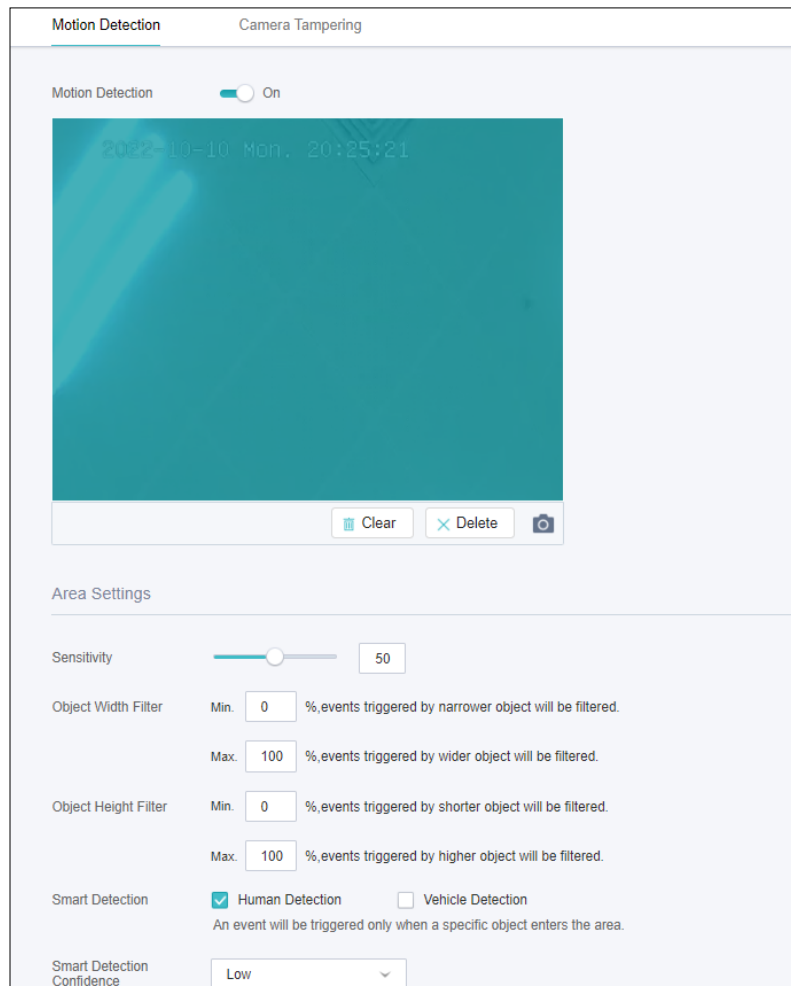 Motion Detection Camera Tampering
Motion Detection On
2022-10-10 Mon. 20:25:21
Clear Delete
Area Settings
Sensitivity 50
Object Width Filter Min. 0 %,events triggered by narrower object will be filtered.
Max. 100 %,events triggered by wider object will be filtered.
Object Height Filter Min. 0 %,events triggered by shorter object will be filtered.
Max. 100 %,events triggered by higher object will be filtered.
Smart Detection Human Detection Vehicle Detection
An event will be triggered only when a specific object enters the area.
Smart Detection
Confidence Low